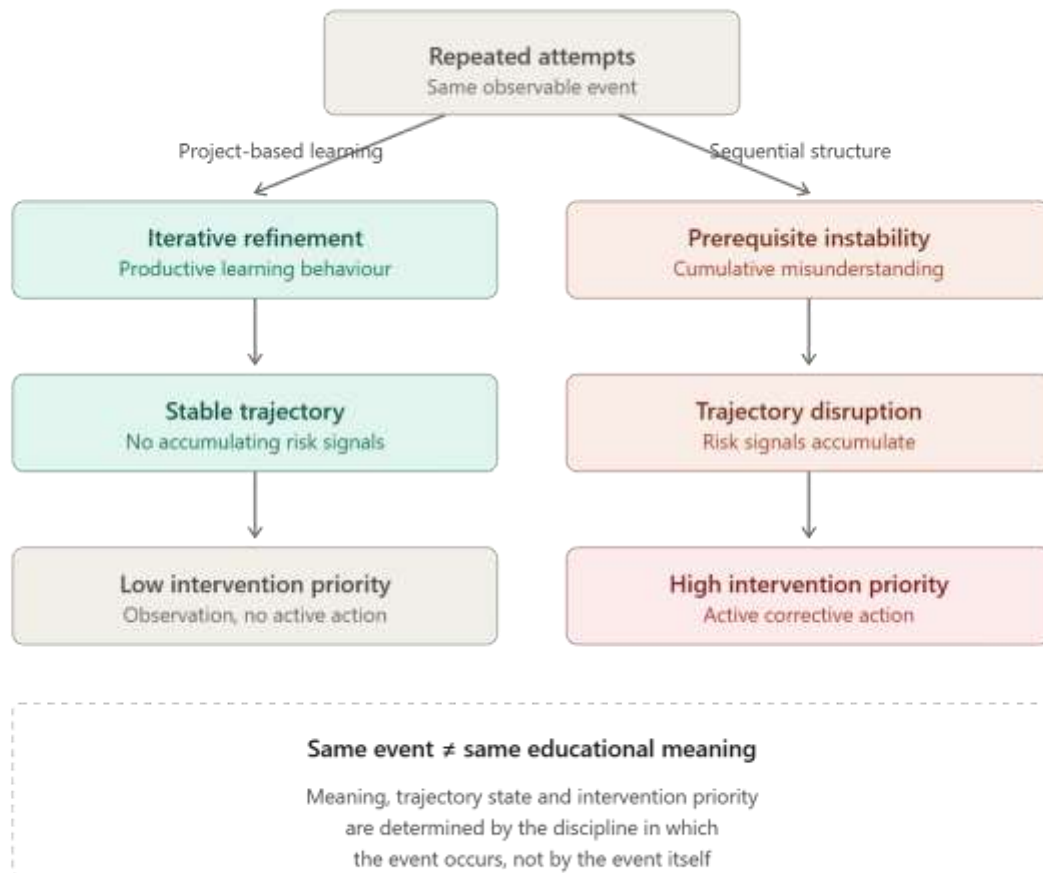 Repeated attempts
Same observable event
Project-based learning
Sequential structure
Iterative refinement
Productive learning behaviour
Prerequisite instability
Cumulative misunderstanding
Stable trajectory
No accumulating risk signals
Trajectory disruption
Risk signals accumulate
Low intervention priority
Observation, no active action
High intervention priority
Active corrective action
Same event ≠ same educational meaning
Meaning, trajectory state and intervention priority
are determined by the discipline in which
the event occurs, not by the event itself